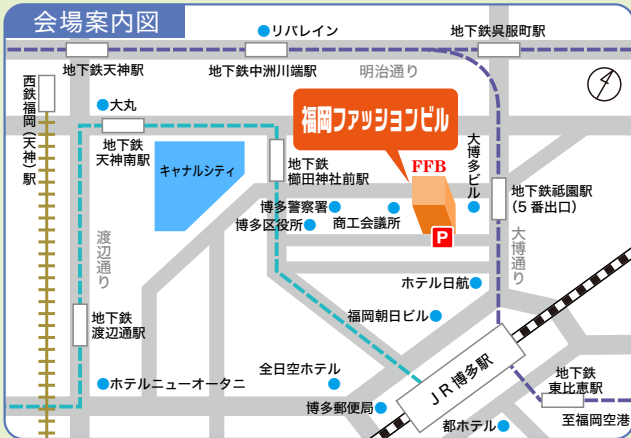 会場案内図
リバレイン
地下鉄呉服町駅
地下鉄天神駅
地下鉄中洲川端駅
明治通り
西鉄福岡(天神)駅
大丸
地下鉄
天神南駅
福岡ファッションビル
キャナルシティ
地下鉄
櫛田神社前駅
FFB
大博多ビル
地下鉄祇園駅
(5番出口)
博多警察署
商工会議所
博多区役所
P
渡辺通り
大博通り
ホテル日航
地下鉄
渡辺通駅
福岡朝日ビル
全日空ホテル
JR博多駅
地下鉄
東比恵駅
ホテルニューオータニ
博多郵便局
都ホテル
至福岡空港